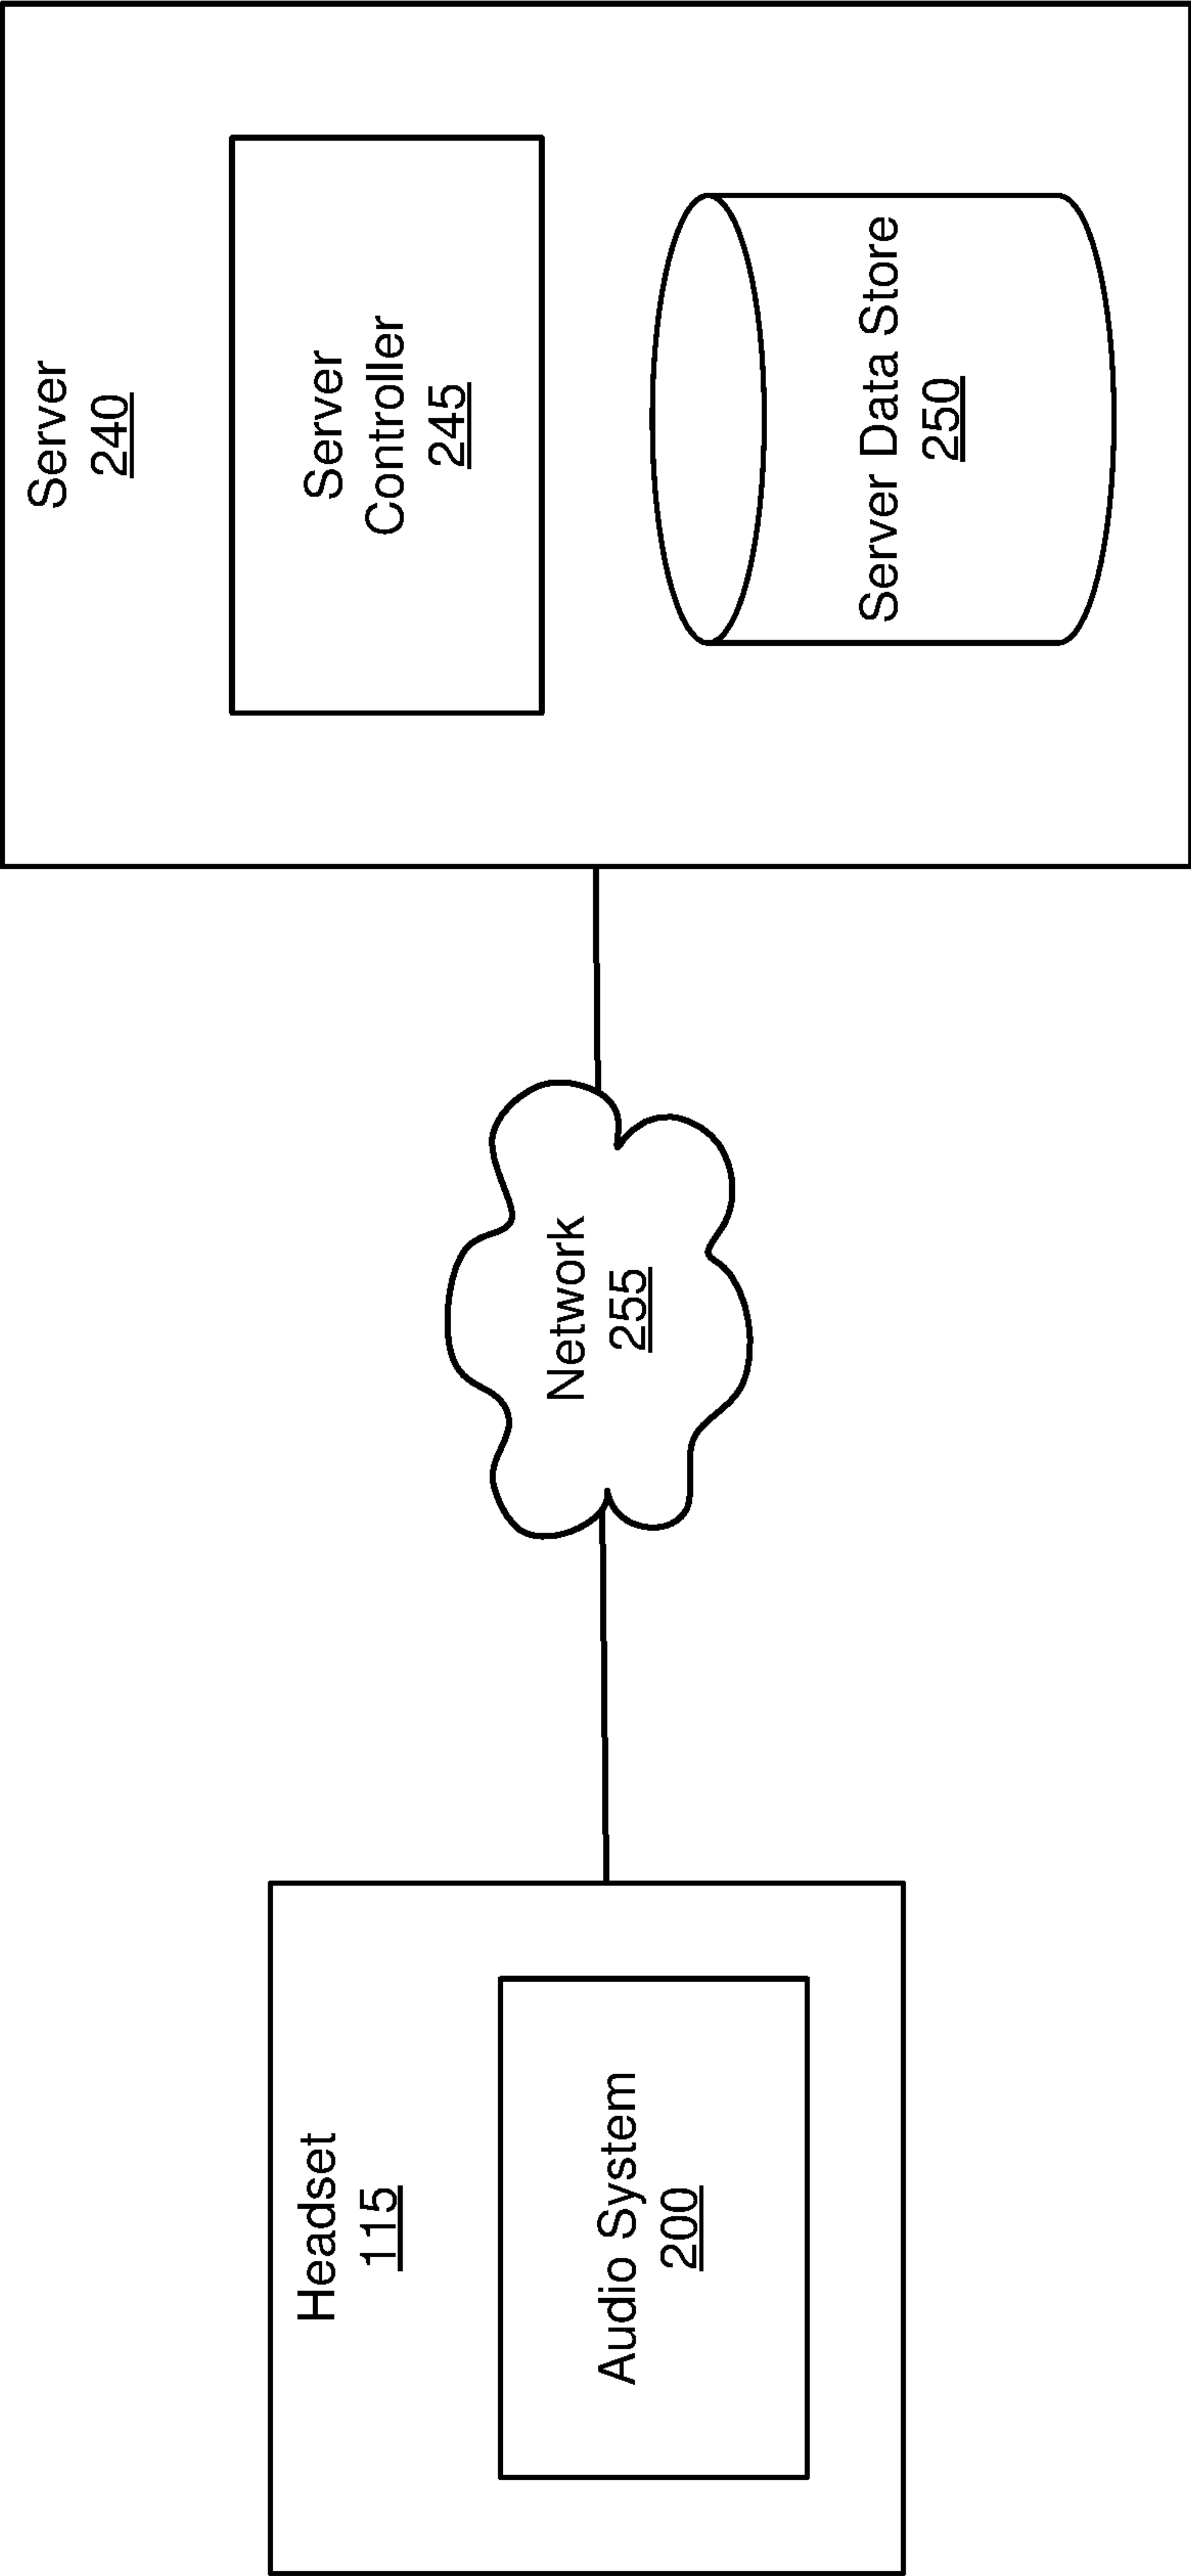 Headset
115
Audio System
200
Network
255
Server
240
Server
Controller
245
Server Data Store
250